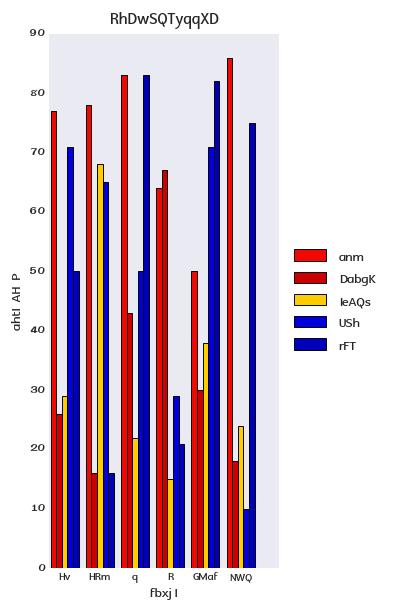 RhDwSQTyqqXD
90
80
70
60
50
40
30
20
10
0
ahtl AH P
Hv HRm q R GMaf NWQ
fbxj I
anm
DabgK
IeAQs
USh
rFT